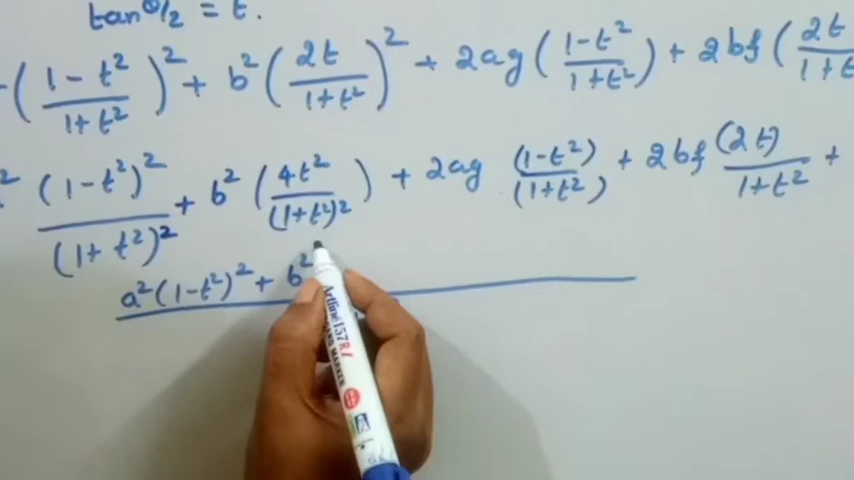 tan θ/2 = t.
(1-t²/1+t²)² + b²(2t/1+t²)² + 2ag(1-t²/1+t²) + 2bf(2t/1+t
² (1-t²)²/(1+t²)² + b²(4t²/(1+t²)²) + 2ag (1-t²)/(1+t²) + 2bf (2t)/1+t² +
a²(1-t²)² + b²
Artline 157R